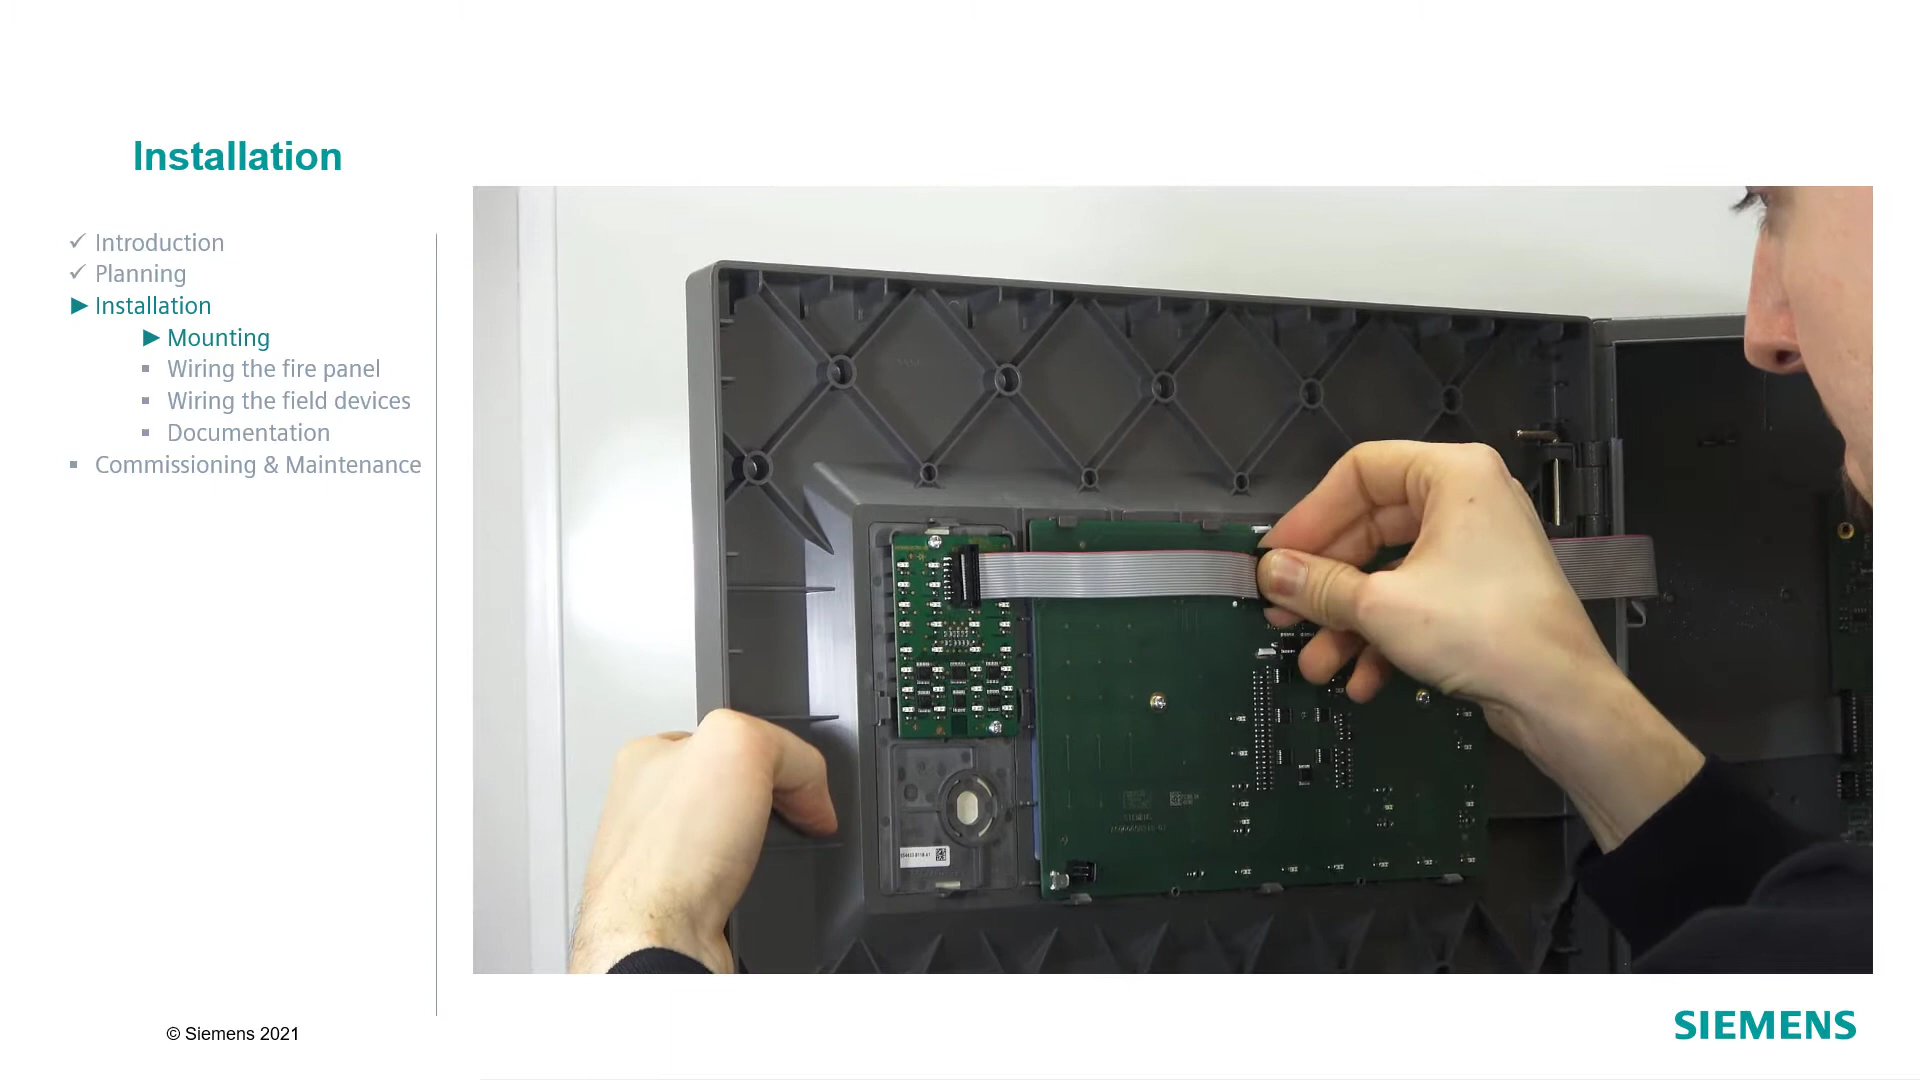 Installation
✓ Introduction
✓ Planning
▶ Installation
▶ Mounting
▪ Wiring the fire panel
▪ Wiring the field devices
▪ Documentation
▪ Commissioning & Maintenance
© Siemens 2021
SIEMENS